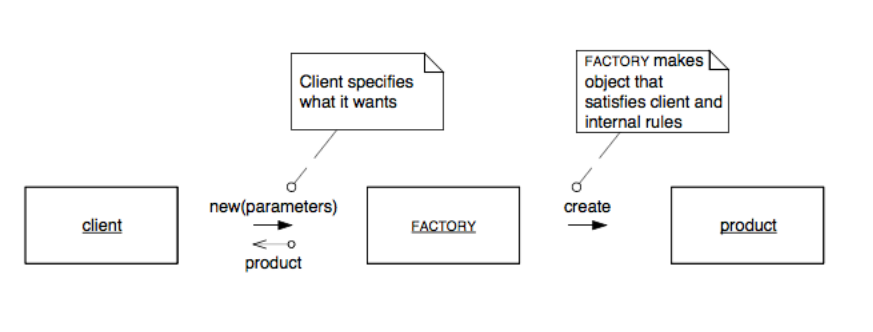 Client specifies
what it wants
FACTORY makes
object that
satisfies client and
internal rules
client
new(parameters)
product
FACTORY
create
product